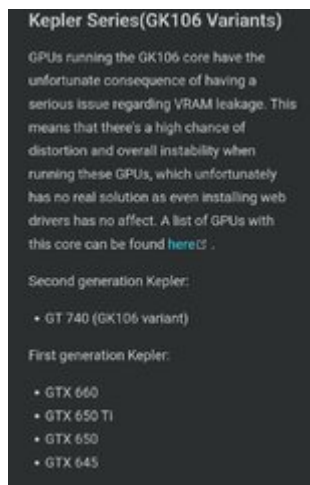 Kepler Series(GK106 Variants)
GPUs running the GK106 core have the
unfortunate consequence of having a
serious issue regarding VRAM leakage. This
means that there's a high chance of
distortion and overall instability when
running these GPUs, which unfortunately
has no real solution as even installing web
drivers has no affect. A list of GPUs with
this core can be found here .
Second generation Kepler:
• GT 740 (GK106 variant)
First generation Kepler:
• GTX 660
• GTX 650 TI
• GTX 650
• GTX 645